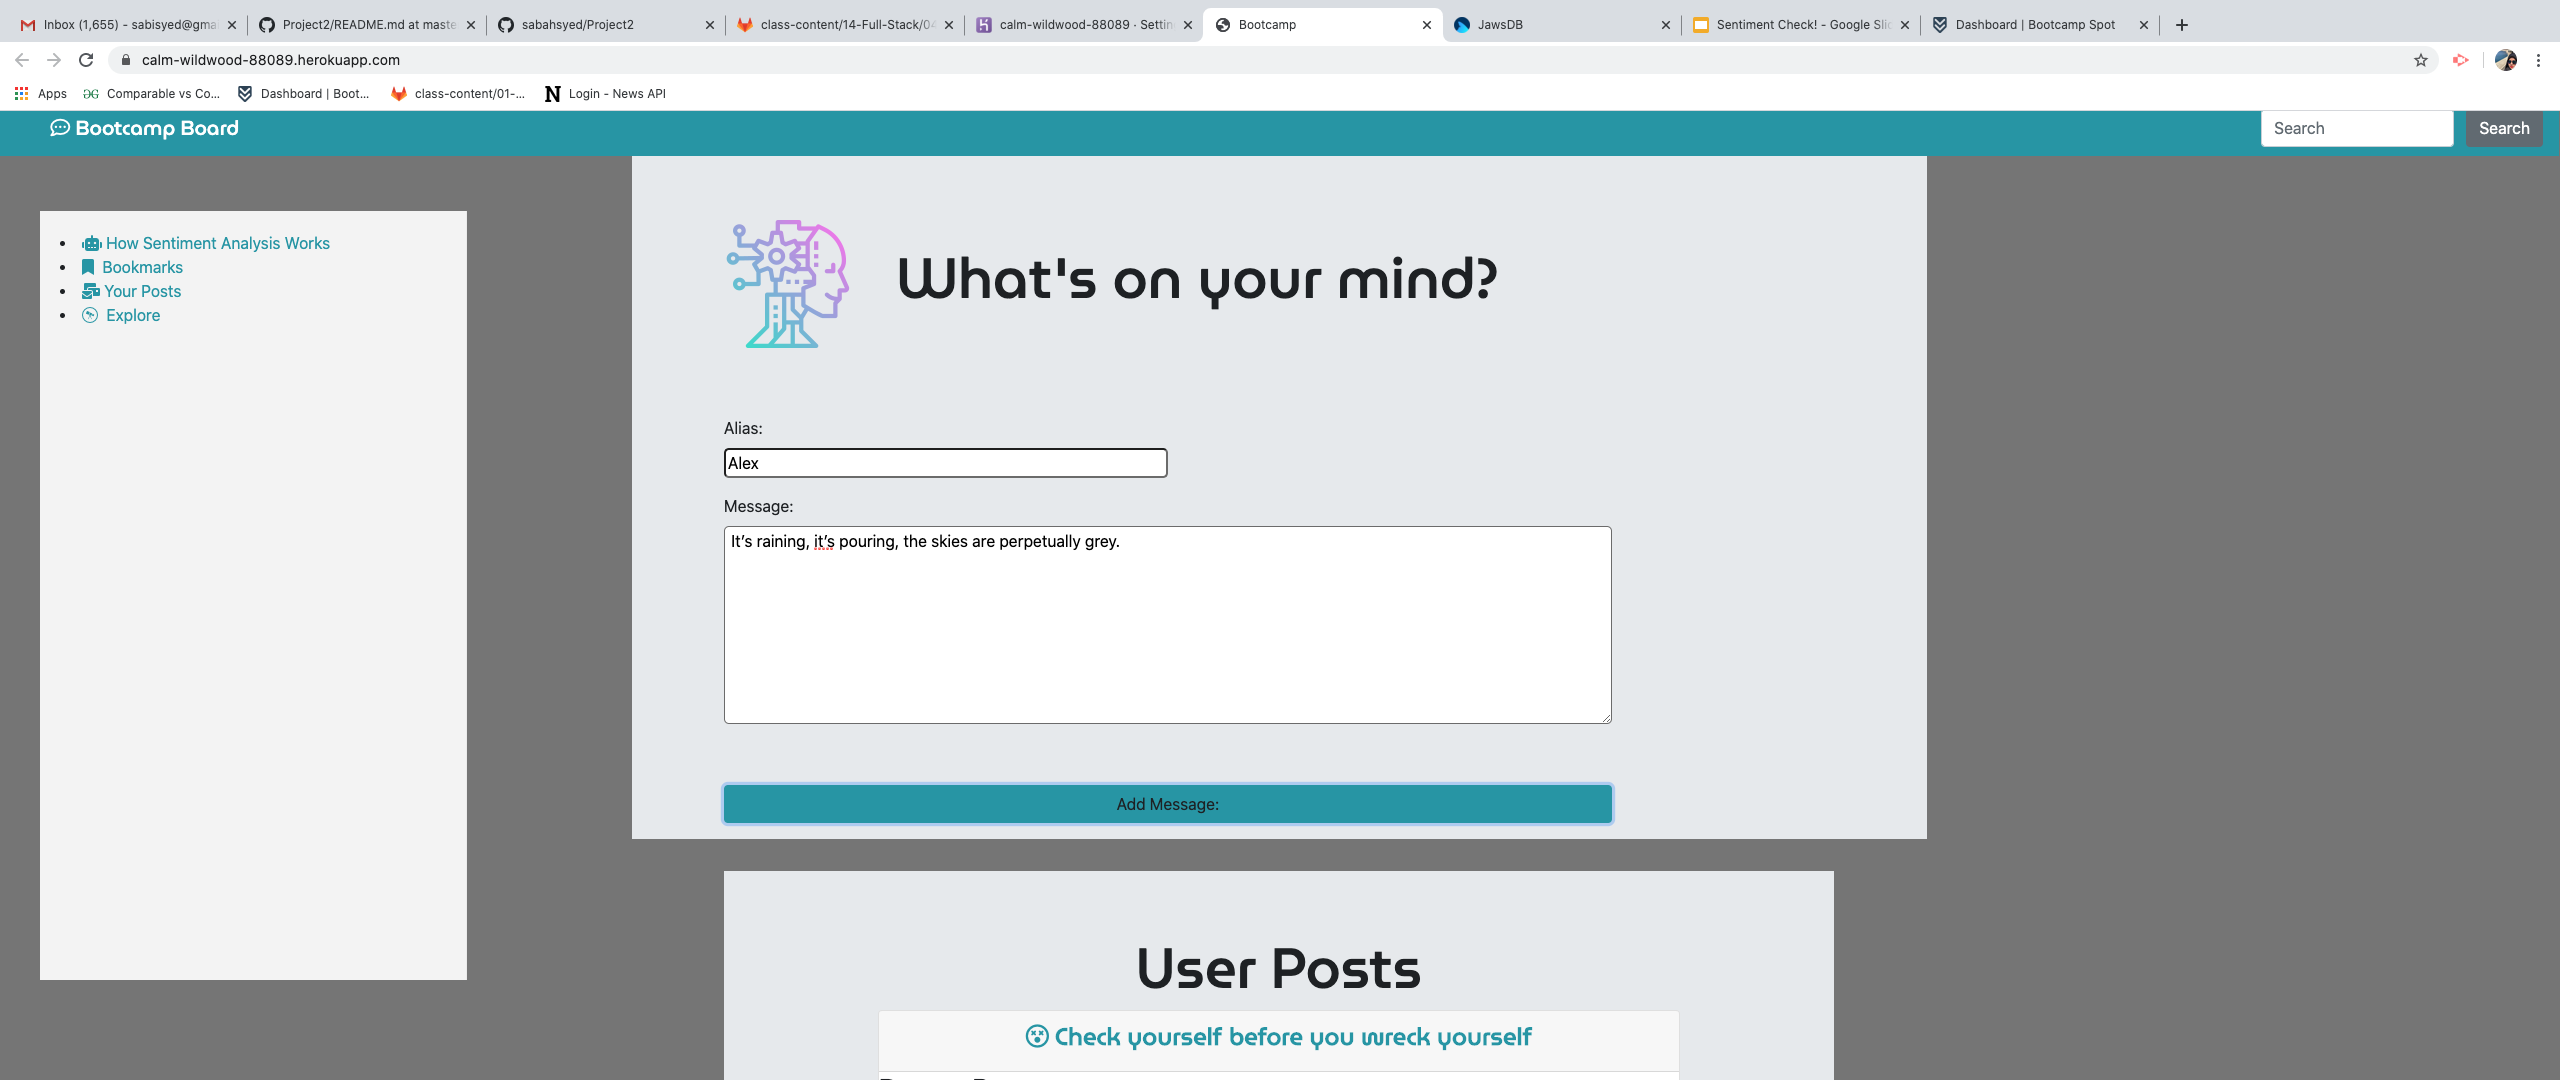 Inbox (1,655) - sabisyed@gma
Project2/README.md at maste
sabahsyed/Project2
class-content/14-Full-Stack/04
calm-wildwood-88089 · Settin
Bootcamp
JawsDB
Sentiment Check! - Google Slic
Dashboard | Bootcamp Spot
calm-wildwood-88089.herokuapp.com
Apps
Comparable vs Co...
Dashboard | Boot...
class-content/01-...
N Login - News API
Bootcamp Board
Search
Search
How Sentiment Analysis Works
Bookmarks
Your Posts
Explore
What's on your mind?
Alias:
Alex
Message:
It’s raining, it’s pouring, the skies are perpetually grey.
Add Message:
User Posts
Check yourself before you wreck yourself